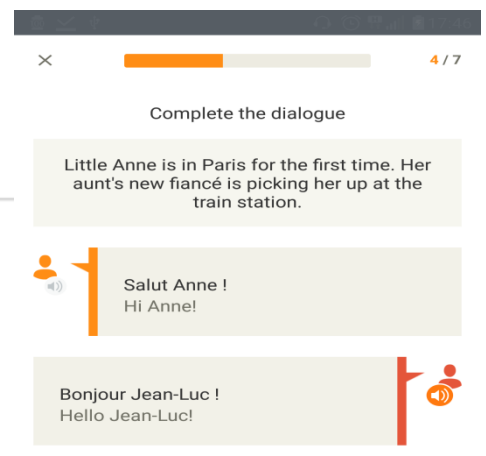 4 / 7
Complete the dialogue
Little Anne is in Paris for the first time. Her
aunt's new fiancé is picking her up at the
train station.
Salut Anne !
Hi Anne!
Bonjour Jean-Luc !
Hello Jean-Luc!